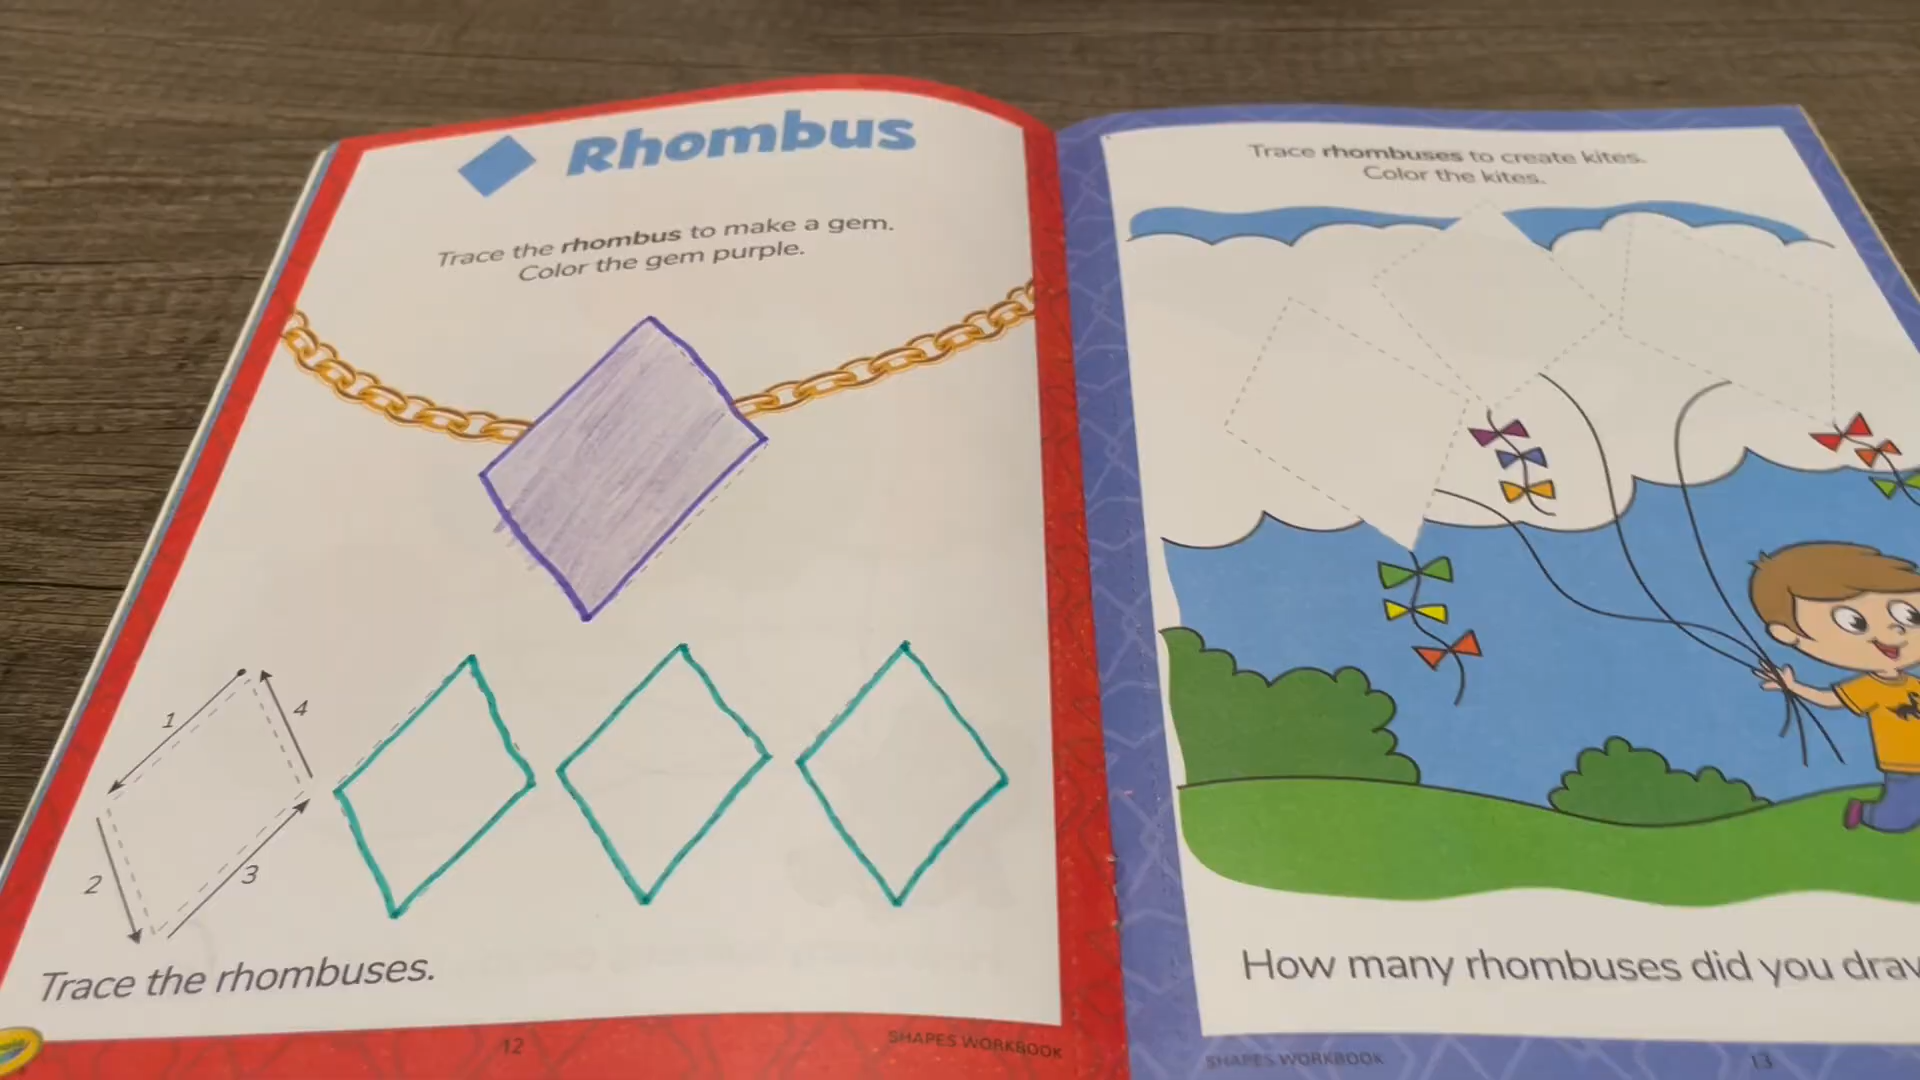 Rhombus
Trace the rhombus to make a gem.
Color the gem purple.
1
4
2
3
Trace the rhombuses.
12
SHAPES WORKBOOK
Trace rhombuses to create kites.
Color the kites.
How many rhombuses did you
SHAPES WORKBOOK
13